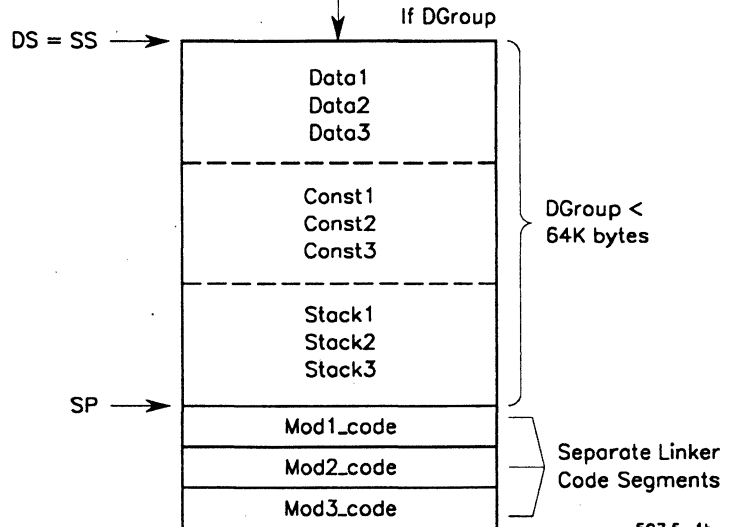 If DGroup
DS = SS
Data1
Data2
Data3
Const1
Const2
Const3
DGroup <
64K bytes
Stack1
Stack2
Stack3
SP
Mod1_code
Mod2_code
Mod3_code
Separate Linker
Code Segments